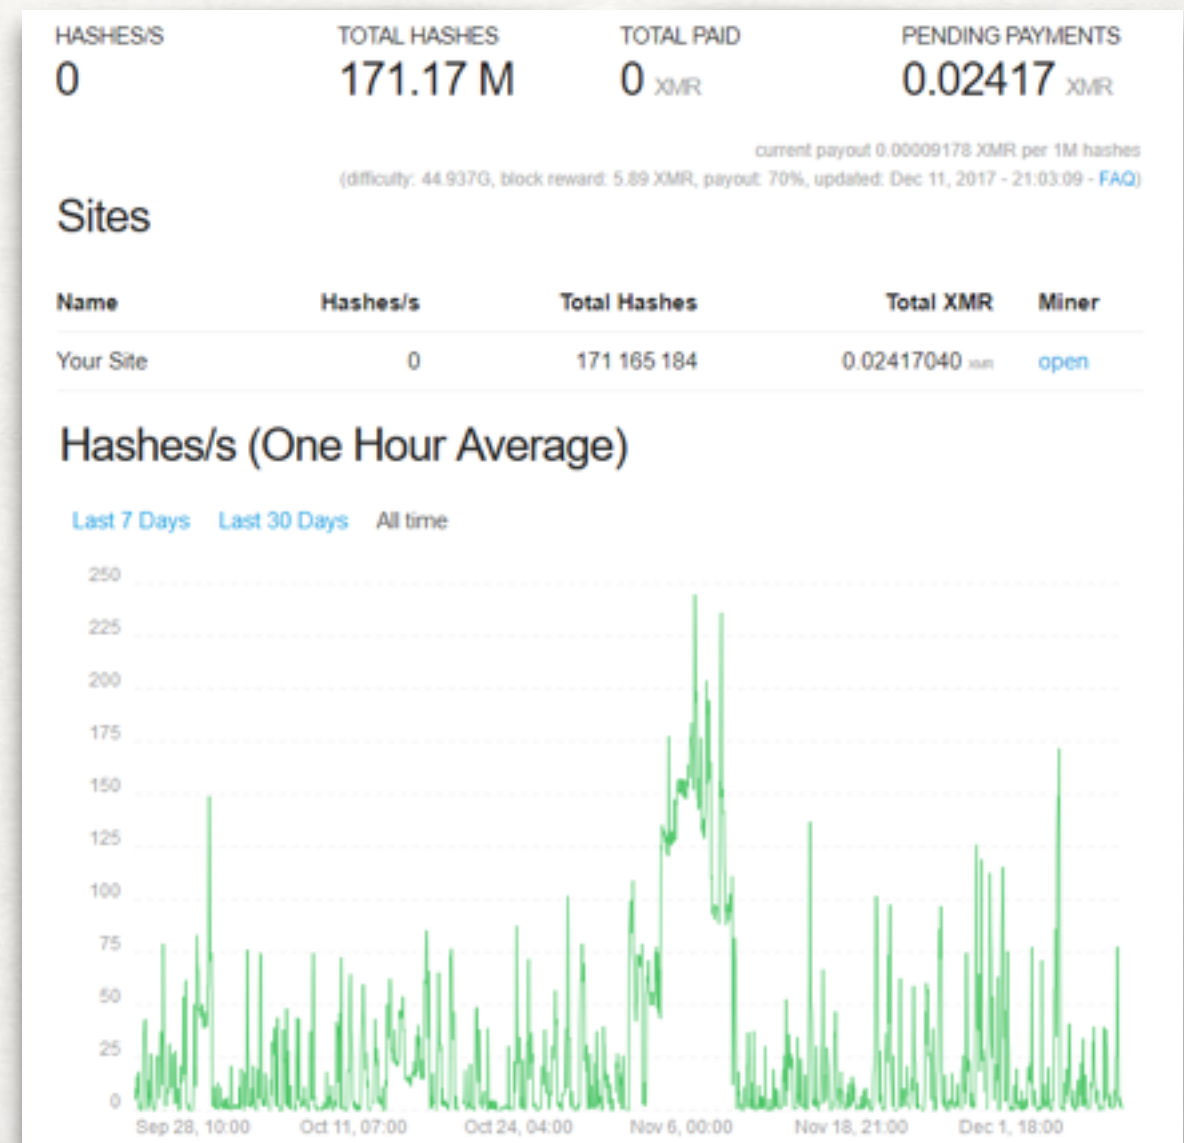 HASHES/S TOTAL HASHES TOTAL PAID PENDING PAYMENTS
0 171.17 M 0 XMR 0.02417 XMR
current payout 0.00009178 XMR per 1M hashes
(difficulty: 44.937G, block reward: 5.89 XMR, payout: 70%, updated: Dec 11, 2017 - 21:03:09 - FAQ)
Sites
Name Hashes/s Total Hashes Total XMR Miner
Your Site 0 171 165 184 0.02417040 XMR open
Hashes/s (One Hour Average)
Last 7 Days Last 30 Days All time
250
225
200
175
150
125
100
75
50
25
0
Sep 28, 10:00 Oct 11, 07:00 Oct 24, 04:00 Nov 6, 00:00 Nov 18, 21:00 Dec 1, 18:00